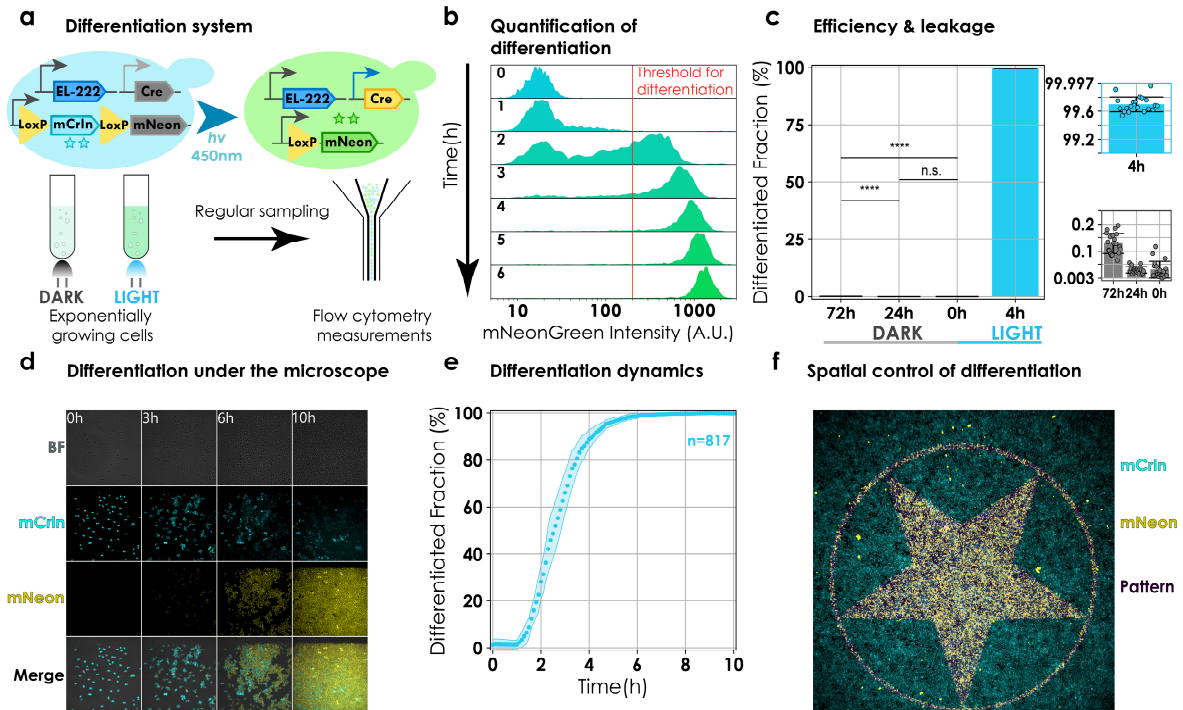 a Differentiation system
EL-222 Cre
LoxP mCrIn LoxP mNeon
hν
450nm
EL-222 Cre
LoxP mNeon
Regular sampling
DARK LIGHT
Exponentially
growing cells
Flow cytometry
measurements
b Quantification of
differentiation
Threshold for
differentiation
Time(h)
0
1
2
3
4
5
6
10 100 1000
mNeonGreen Intensity (A.U.)
c Efficiency & leakage
Differentiated Fraction (%)
100
75
50
25
0
****
n.s.
****
72h 24h 0h 4h
DARK LIGHT
99.997
99.6
99.2
4h
0.2
0.1
0.003
72h 24h 0h
d Differentiation under the microscope
0h 3h 6h 10h
BF
mCrIn
mNeon
Merge
e Differentiation dynamics
Differentiated Fraction (%)
100
80
60
40
20
0
n=817
0 2 4 6 8 10
Time(h)
f Spatial control of differentiation
mCrIn
mNeon
Pattern